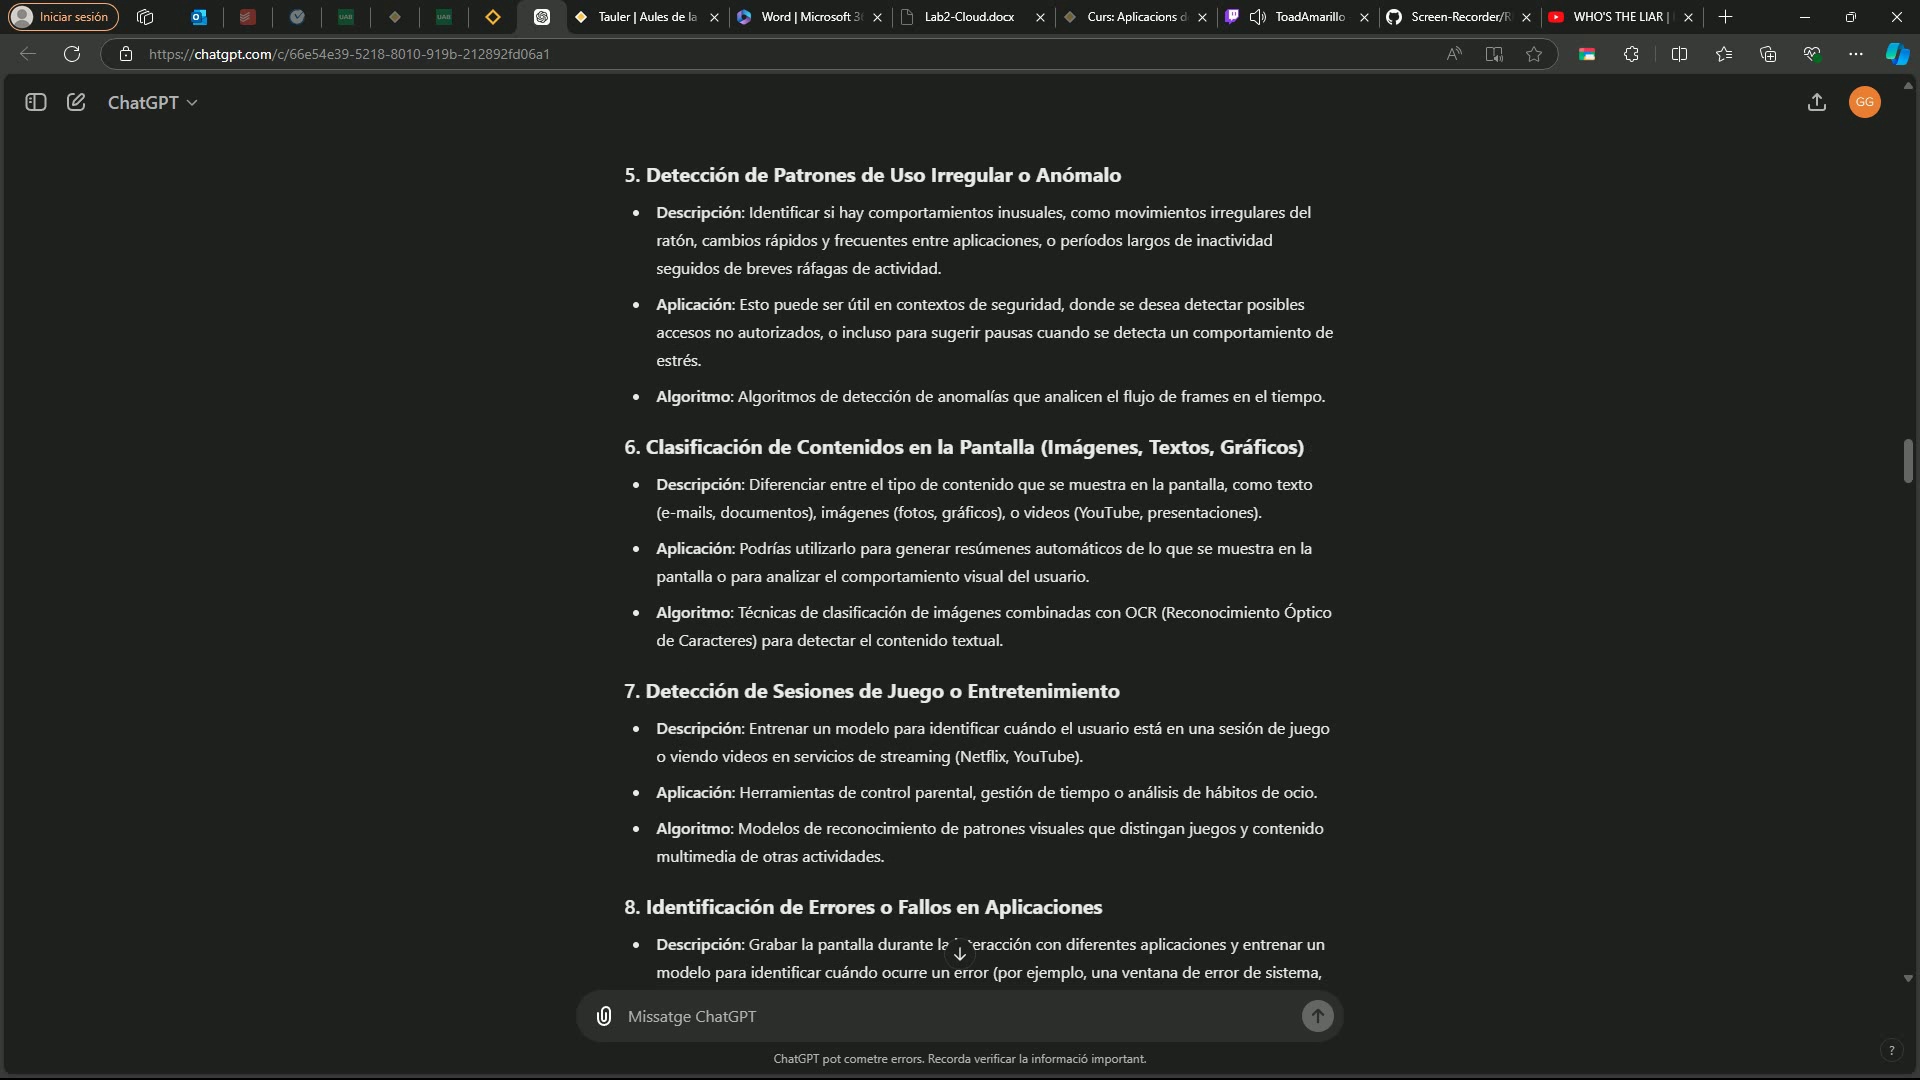 Iniciar sesión
UAB
UAB
Tauler | Aules de la
Word | Microsoft 3
Lab2-Cloud.docx
Curs: Aplicacions d
ToadAmarillo
Screen-Recorder/R
WHO'S THE LIAR |
https://chatgpt.com/c/66e54e39-5218-8010-919b-212892fd06a1
ChatGPT
GG
5. Detección de Patrones de Uso Irregular o Anómalo
• Descripción: Identificar si hay comportamientos inusuales, como movimientos irregulares del
ratón, cambios rápidos y frecuentes entre aplicaciones, o períodos largos de inactividad
seguidos de breves ráfagas de actividad.
• Aplicación: Esto puede ser útil en contextos de seguridad, donde se desea detectar posibles
accesos no autorizados, o incluso para sugerir pausas cuando se detecta un comportamiento de
estrés.
• Algoritmo: Algoritmos de detección de anomalías que analicen el flujo de frames en el tiempo.
6. Clasificación de Contenidos en la Pantalla (Imágenes, Textos, Gráficos)
• Descripción: Diferenciar entre el tipo de contenido que se muestra en la pantalla, como texto
(e-mails, documentos), imágenes (fotos, gráficos), o videos (YouTube, presentaciones).
• Aplicación: Podrías utilizarlo para generar resúmenes automáticos de lo que se muestra en la
pantalla o para analizar el comportamiento visual del usuario.
• Algoritmo: Técnicas de clasificación de imágenes combinadas con OCR (Reconocimiento Óptico
de Caracteres) para detectar el contenido textual.
7. Detección de Sesiones de Juego o Entretenimiento
• Descripción: Entrenar un modelo para identificar cuándo el usuario está en una sesión de juego
o viendo videos en servicios de streaming (Netflix, YouTube).
• Aplicación: Herramientas de control parental, gestión de tiempo o análisis de hábitos de ocio.
• Algoritmo: Modelos de reconocimiento de patrones visuales que distingan juegos y contenido
multimedia de otras actividades.
8. Identificación de Errores o Fallos en Aplicaciones
• Descripción: Grabar la pantalla durante la eracción con diferentes aplicaciones y entrenar un
modelo para identificar cuándo ocurre un error (por ejemplo, una ventana de error de sistema,
Missatge ChatGPT
ChatGPT pot cometre errors. Recorda verificar la informació important.
?